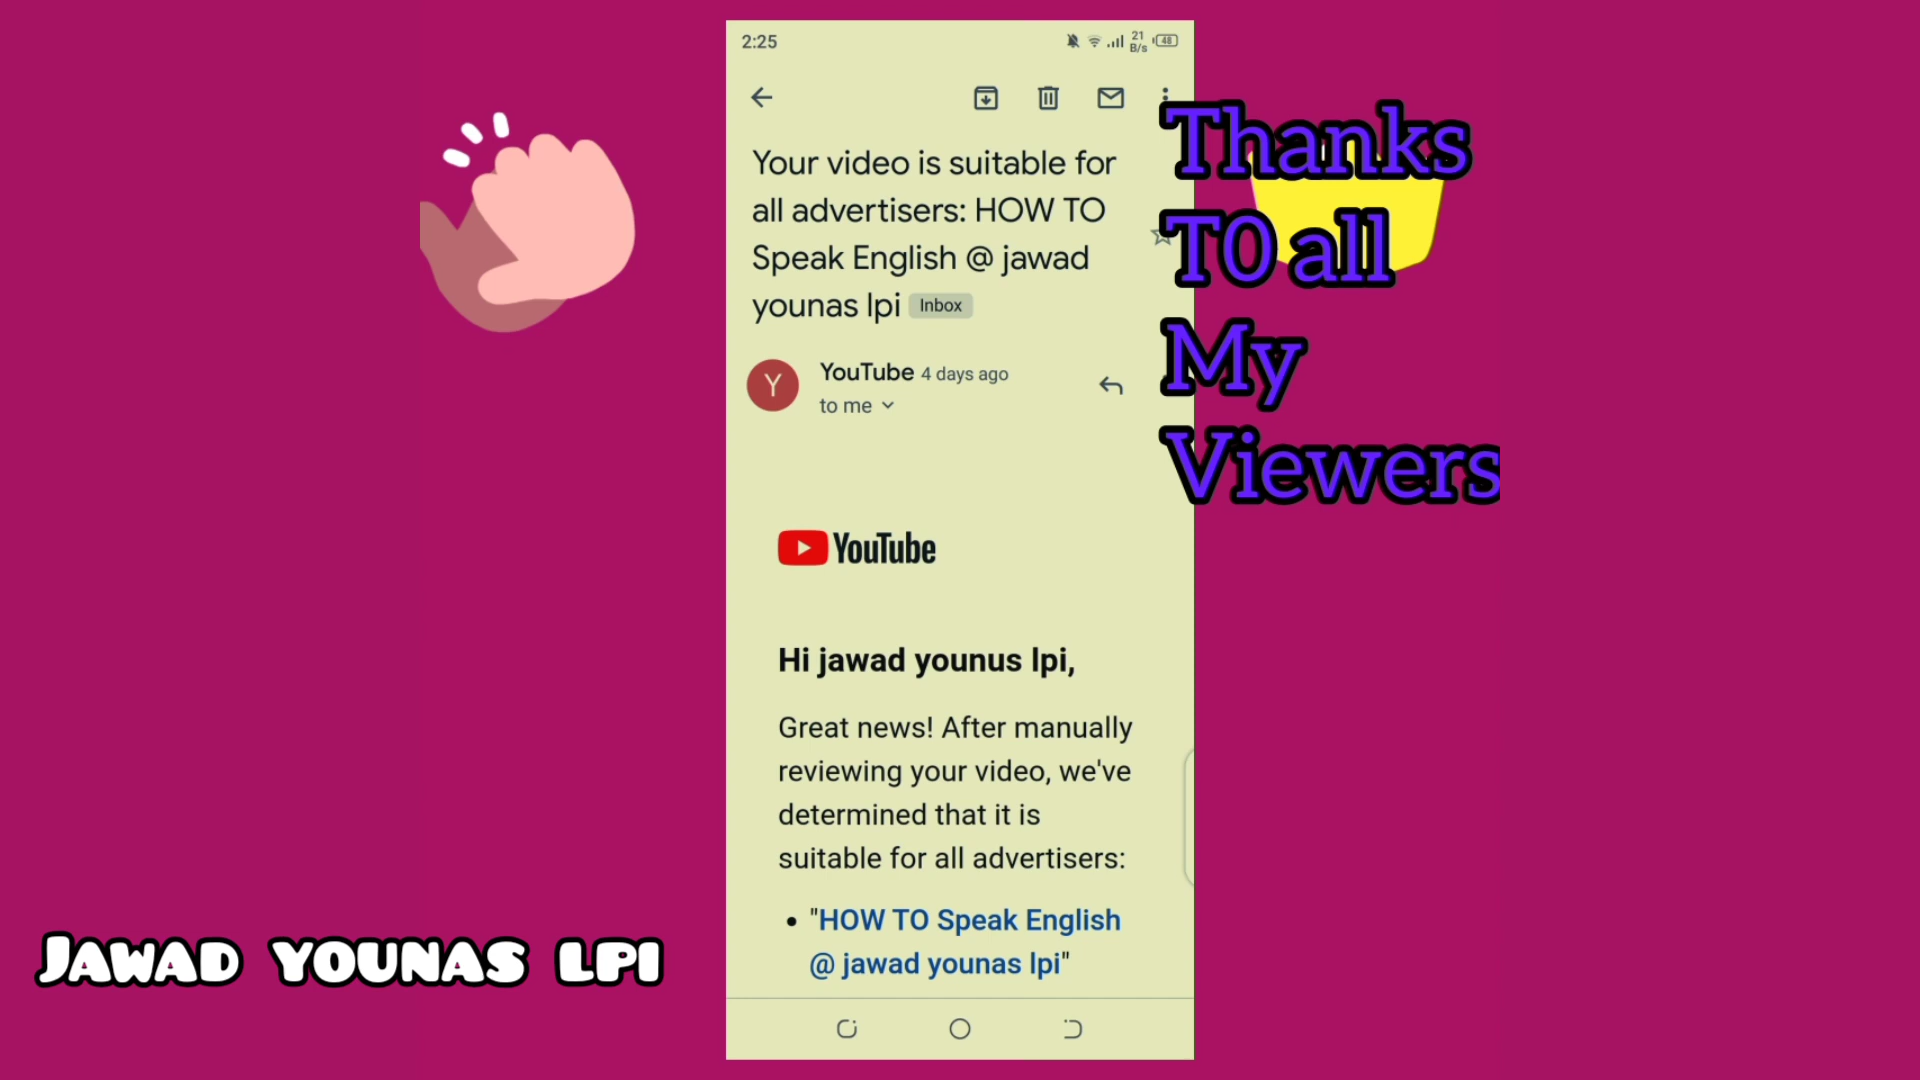 2:25
21
B/s
48
Your video is suitable for
all advertisers: HOW TO
Speak English @ jawad
younas lpi Inbox
Y
YouTube 4 days ago
to me
YouTube
Hi jawad younus lpi,
Great news! After manually
reviewing your video, we've
determined that it is
suitable for all advertisers:
• "HOW TO Speak English
@ jawad younas lpi"
Thanks
T0 all
My
Viewers
JAWAD YOUNAS LPI